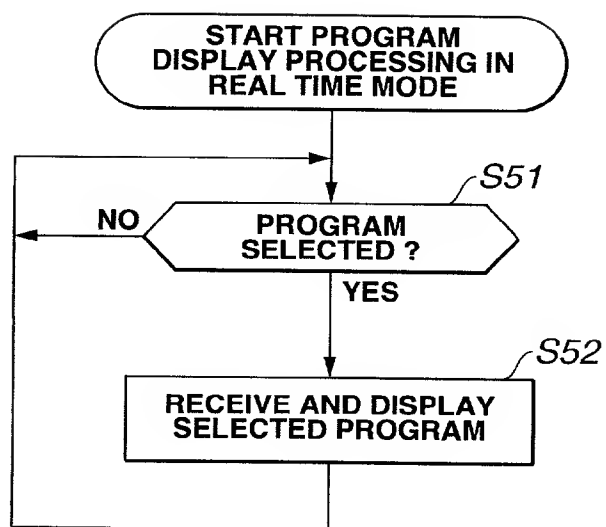 START PROGRAM
DISPLAY PROCESSING IN
REAL TIME MODE
S51
NO
PROGRAM
SELECTED ?
YES
S52
RECEIVE AND DISPLAY
SELECTED PROGRAM